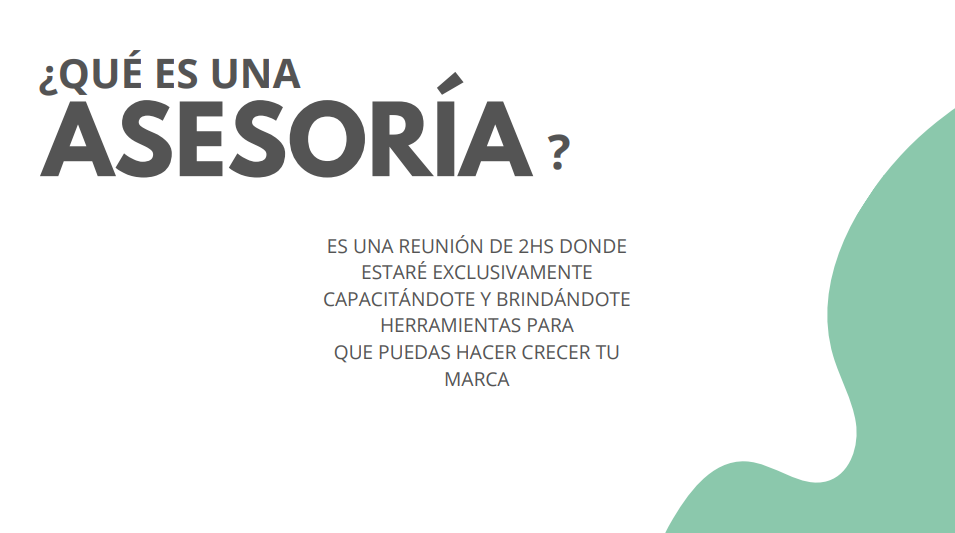 ¿QUÉ ES UNA
ASESORÍA ?
ES UNA REUNIÓN DE 2HS DONDE
ESTARÉ EXCLUSIVAMENTE
CAPACITÁNDOTE Y BRINDÁNDOTE
HERRAMIENTAS PARA
QUE PUEDAS HACER CRECER TU
MARCA